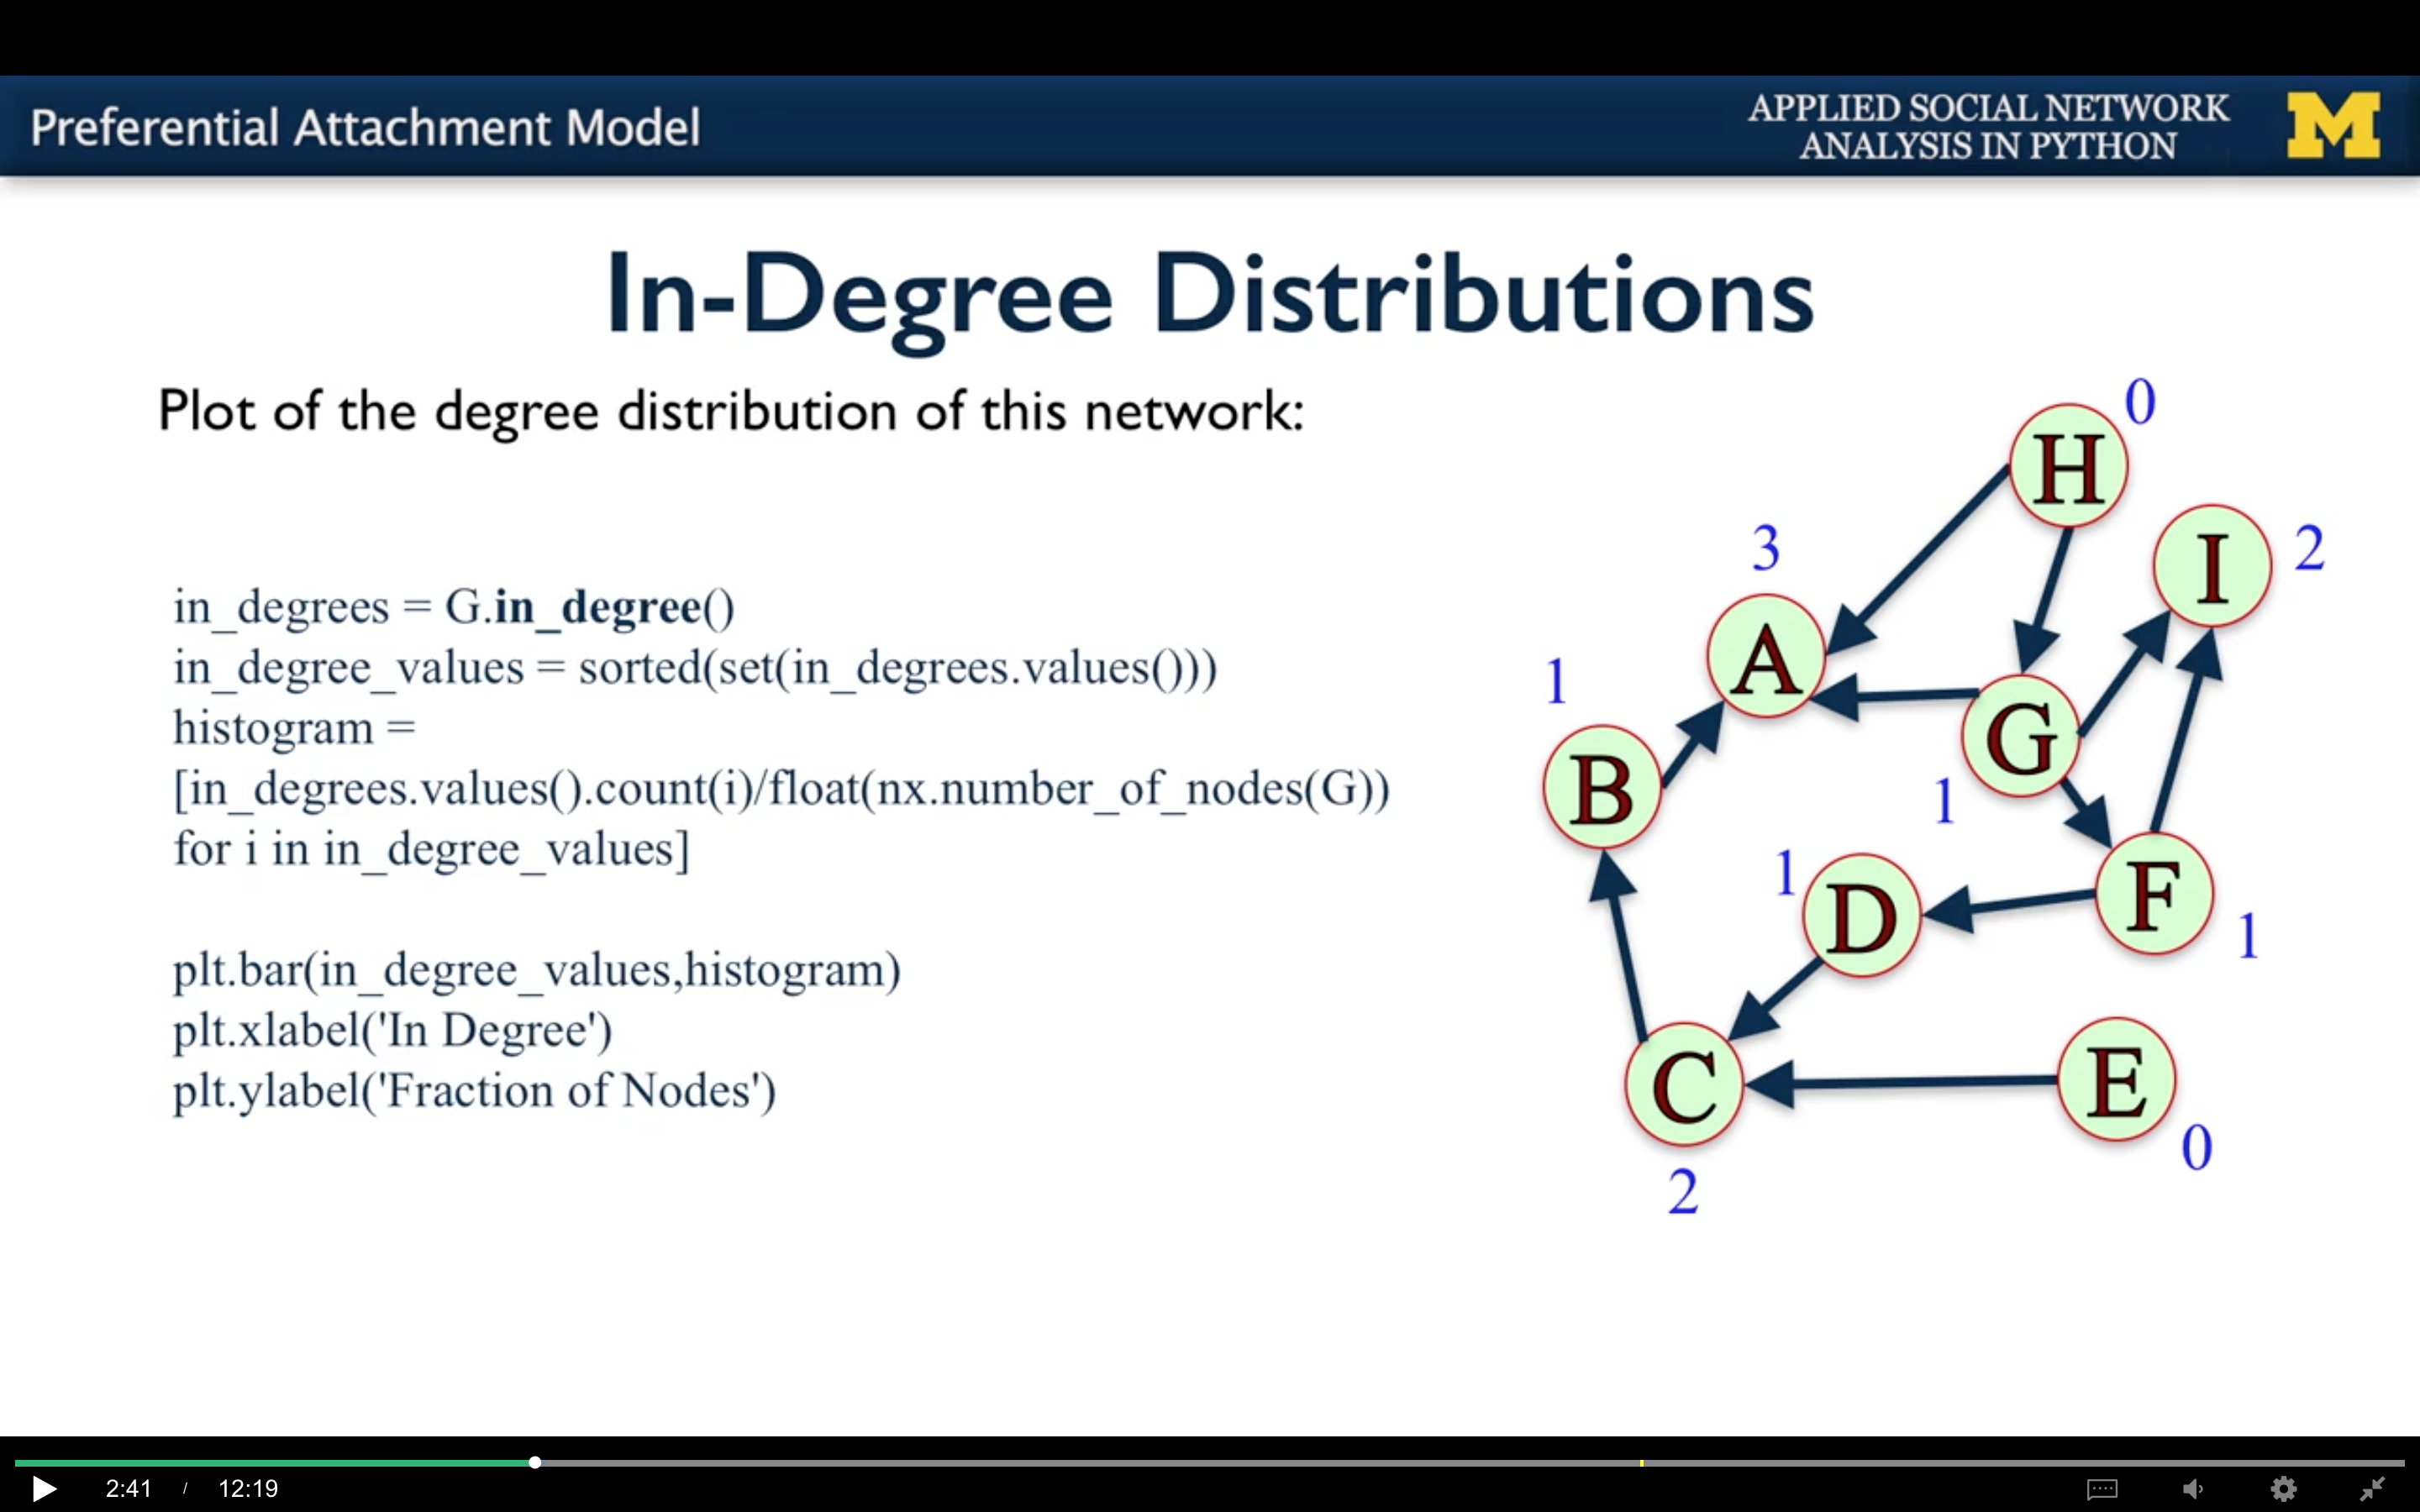 Preferential Attachment Model
APPLIED SOCIAL NETWORK
ANALYSIS IN PYTHON
M
In-Degree Distributions
Plot of the degree distribution of this network:
in_degrees = G.in_degree()
in_degree_values = sorted(set(in_degrees.values()))
histogram =
[in_degrees.values().count(i)/float(nx.number_of_nodes(G))
for i in in_degree_values]
plt.bar(in_degree_values,histogram)
plt.xlabel('In Degree')
plt.ylabel('Fraction of Nodes')
0
H
3
I
2
A
1
G
B
1
1
D
F
1
C
E
0
2
2:41 / 12:19